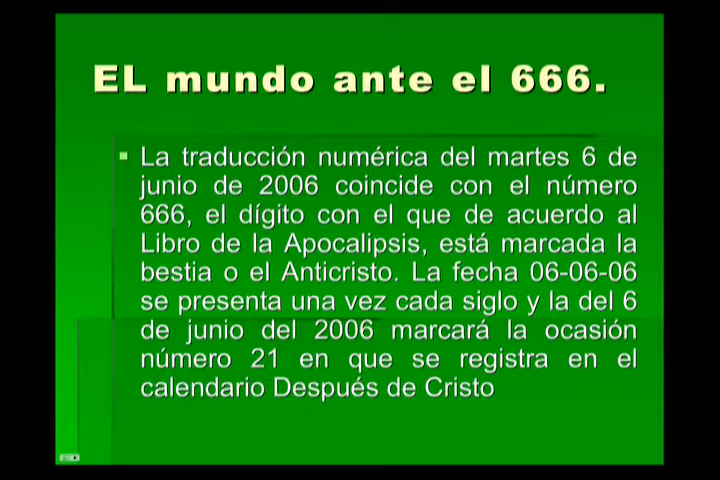 EL mundo ante el 666.
La traducción numérica del martes 6 de
junio de 2006 coincide con el número
666, el dígito con el que de acuerdo al
Libro de la Apocalipsis, está marcada la
bestia o el Anticristo. La fecha 06-06-06
se presenta una vez cada siglo y la del 6
de junio del 2006 marcará la ocasión
número 21 en que se registra en el
calendario Después de Cristo